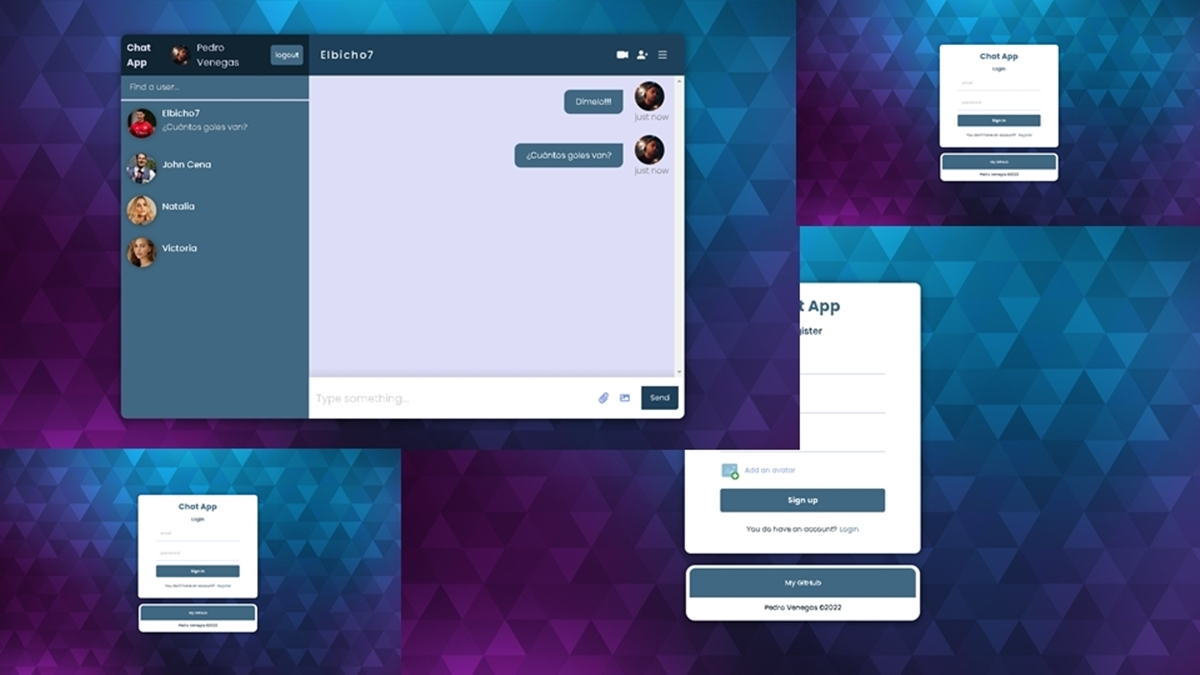 Chat
App
Pedro
Venegas
logout
Elbicho7
Find a user...
Elbicho7
¿Cuántos goles van?
John Cena
Natalia
Victoria
Dímelo!!!
just now
¿Cuántos goles van?
just now
Type something...
Send
Chat App
Login
email
password
Sign in
You don't have an account? Register
My GitHub
Pedro Venegas ©2022
t App
ister
Add an avatar
Sign up
You do have an account? Login
My GitHub
Pedro Venegas ©2022
Chat App
Login
email
password
Sign in
You don't have an account? Register
My GitHub
Pedro Venegas ©2022